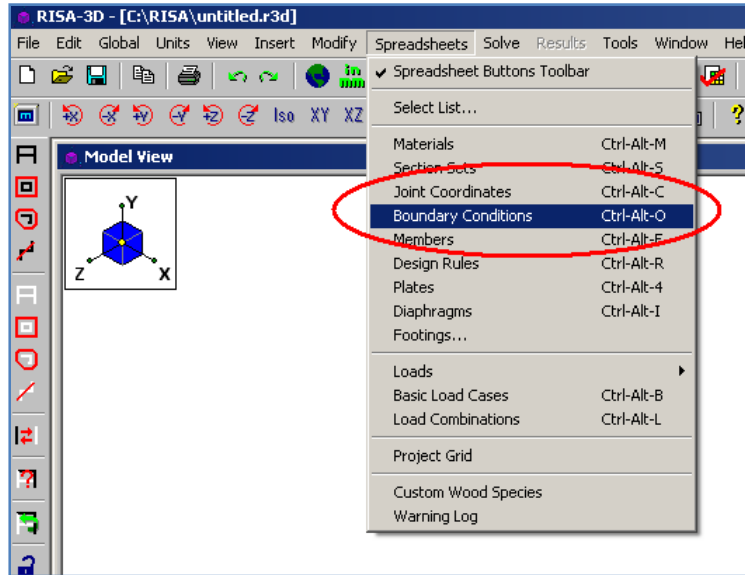 RISA-3D - [C:\RISA\untitled.r3d]
File Edit Global Units View Insert Modify Spreadsheets Solve Results Tools Window Hel
in
Spreadsheet Buttons Toolbar
m +X -X +Y -Y +Z -Z Iso XY XZ
Select List...
Model View
Materials Ctrl-Alt-M
Section Sets Ctrl-Alt-S
Joint Coordinates Ctrl-Alt-C
Boundary Conditions Ctrl-Alt-O
Members Ctrl-Alt-E
Design Rules Ctrl-Alt-R
Plates Ctrl-Alt-4
Diaphragms Ctrl-Alt-I
Footings...
Y
Z X
Loads
Basic Load Cases Ctrl-Alt-B
Load Combinations Ctrl-Alt-L
Project Grid
Custom Wood Species
Warning Log